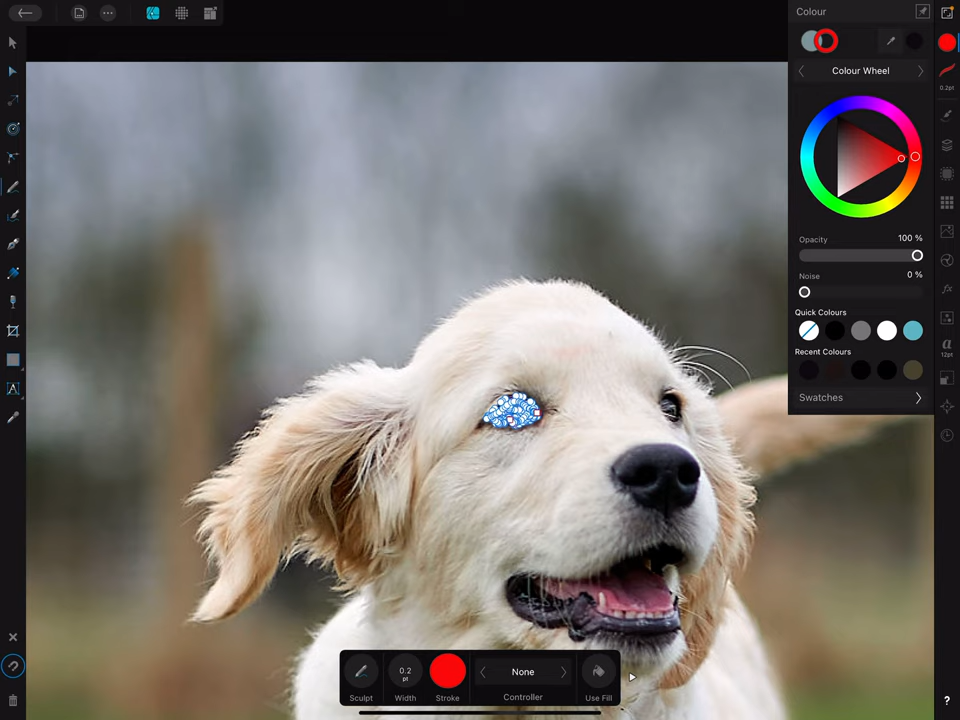 Colour
Colour Wheel
0.2pt
Opacity
100 %
Noise
0 %
Quick Colours
Recent Colours
Swatches
fx
a
12pt
A
0.2
pt
None
Sculpt
Width
Stroke
Controller
Use Fill
?